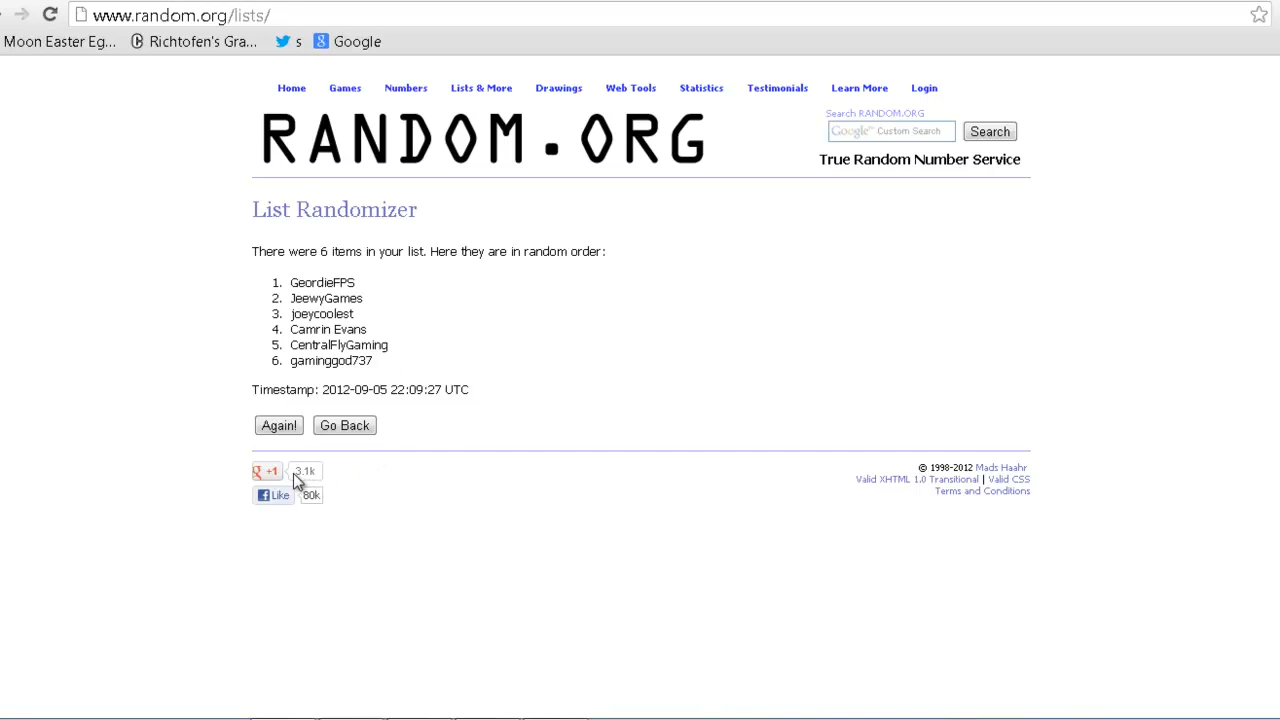 www.random.org/lists/
Moon Easter Eg... Richtofen's Gra... s Google
Home Games Numbers Lists & More Drawings Web Tools Statistics Testimonials Learn More Login
RANDOM.ORG
Search RANDOM.ORG
Google™ Custom Search Search
True Random Number Service
List Randomizer
There were 6 items in your list. Here they are in random order:
1. GeordieFPS
2. JeewyGames
3. joeycoolest
4. Camrin Evans
5. CentralFlyGaming
6. gaminggod737
Timestamp: 2012-09-05 22:09:27 UTC
Again! Go Back
g +1 3.1k
Like 80k
© 1998-2012 Mads Haahr
Valid XHTML 1.0 Transitional | Valid CSS
Terms and Conditions